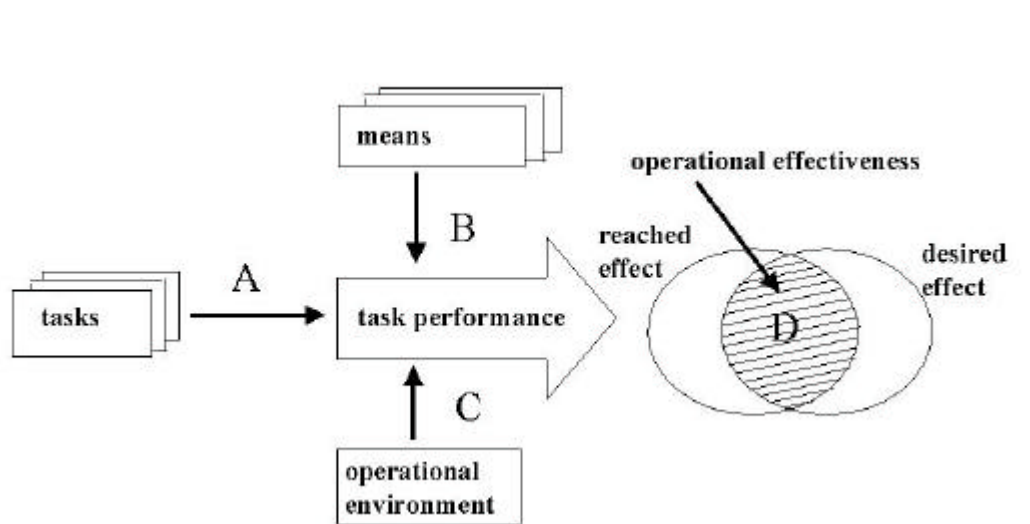 means
operational effectiveness
B
reached
effect
desired
effect
A
tasks
task performance
D
C
operational
environment